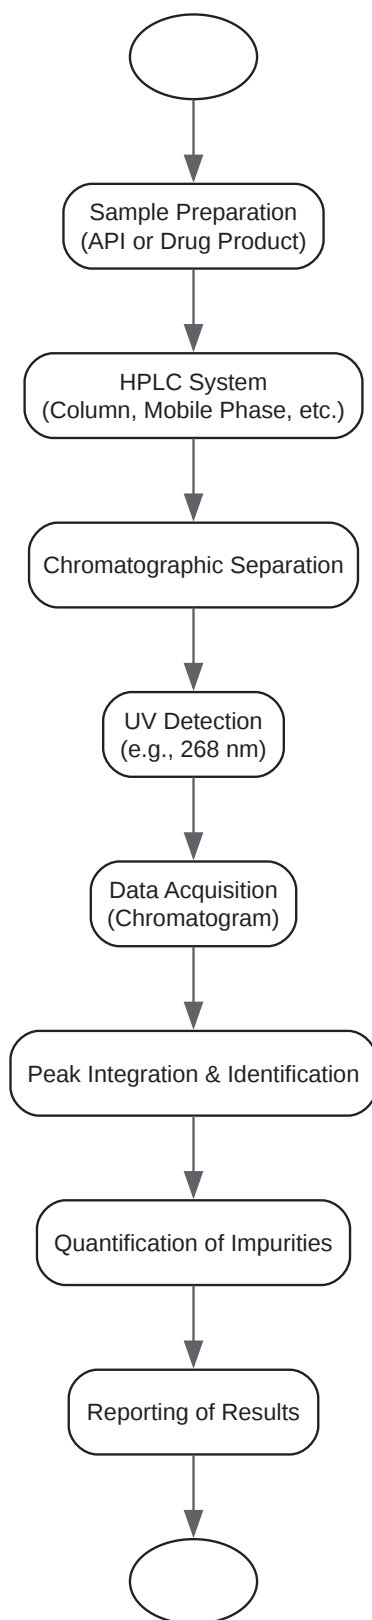 Sample Preparation
(API or Drug Product)
HPLC System
(Column, Mobile Phase, etc.)
Chromatographic Separation
UV Detection
(e.g., 268 nm)
Data Acquisition
(Chromatogram)
Peak Integration & Identification
Quantification of Impurities
Reporting of Results